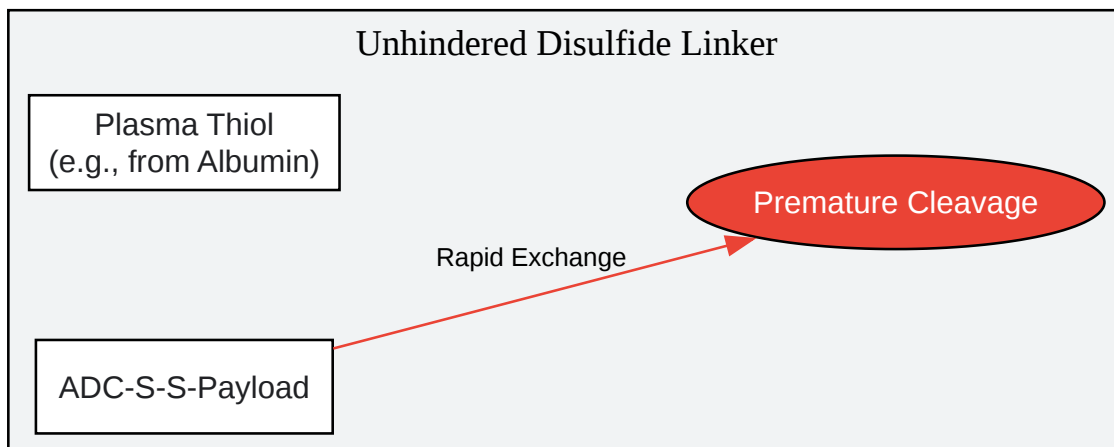 Unhindered Disulfide Linker
Plasma Thiol
(e.g., from Albumin)
Premature Cleavage
Rapid Exchange
ADC-S-S-Payload